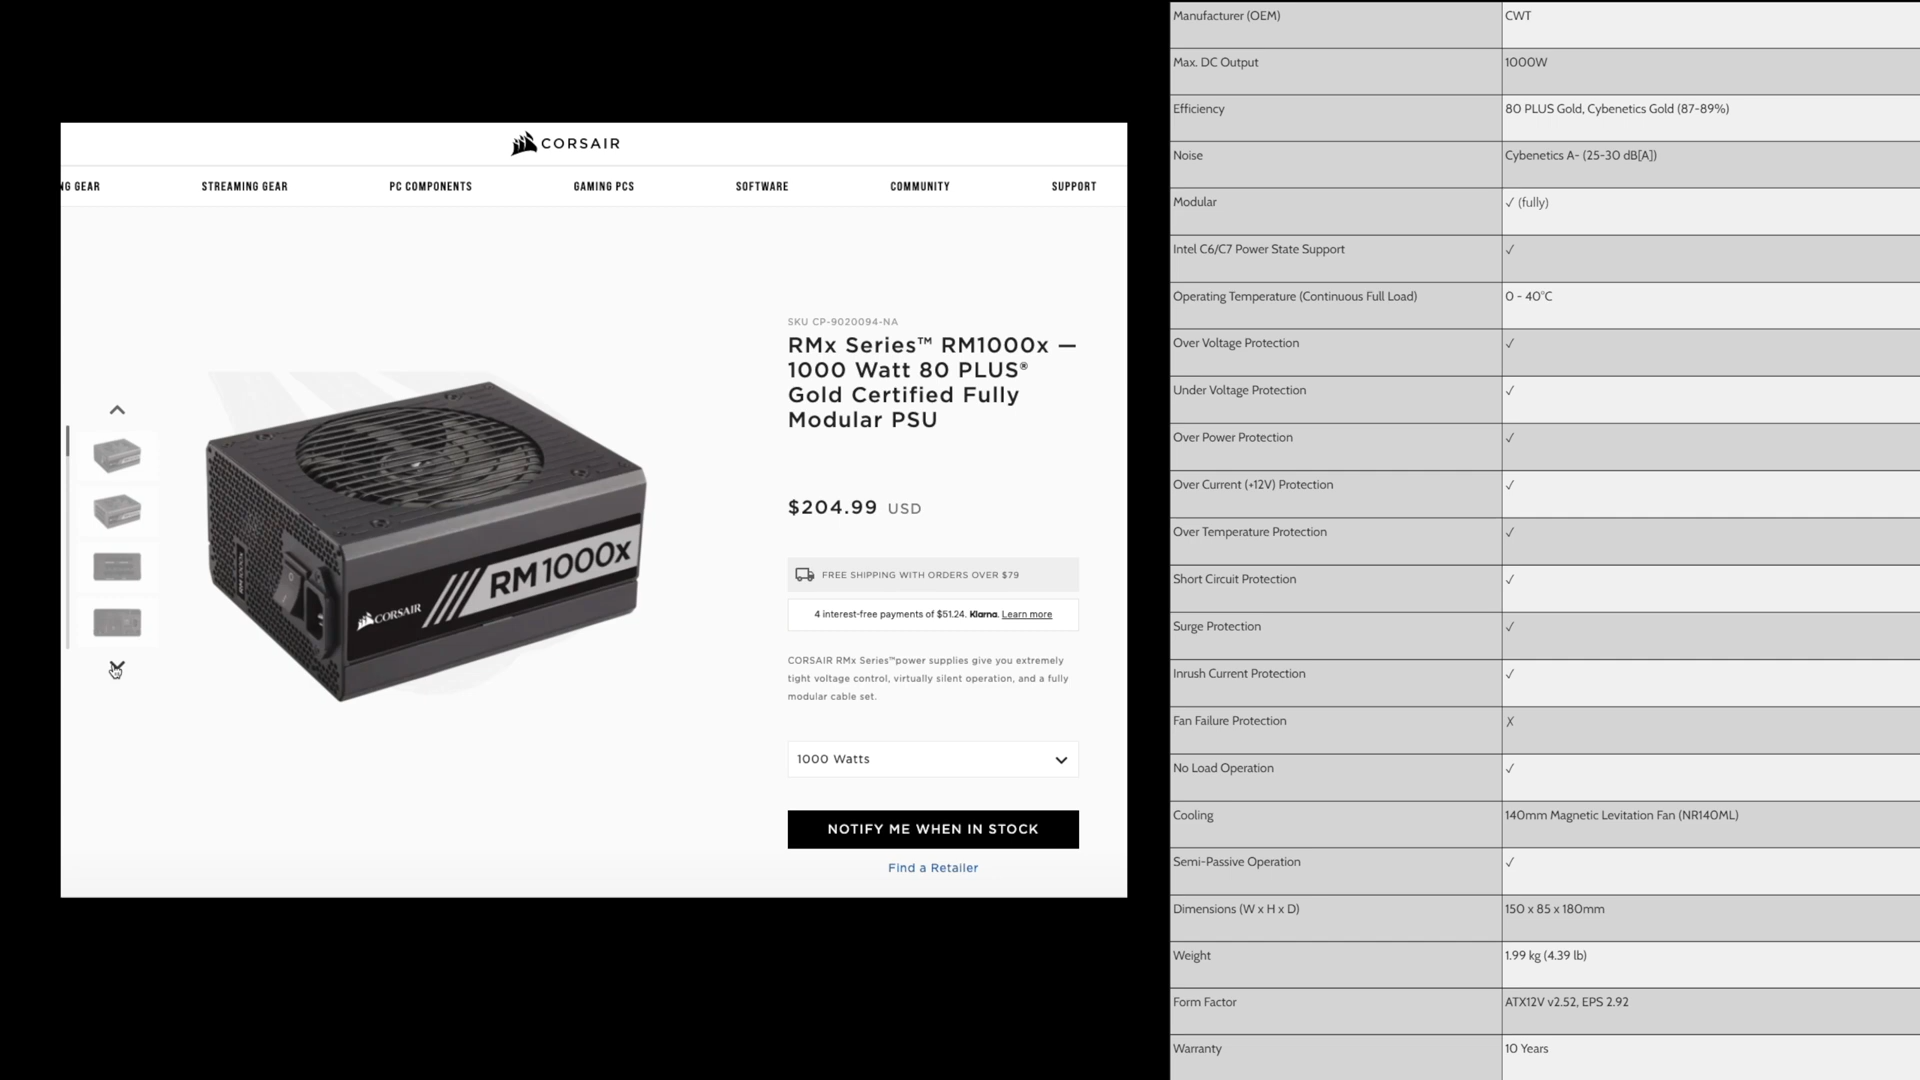 CORSAIR
NG GEAR STREAMING GEAR PC COMPONENTS GAMING PCS SOFTWARE COMMUNITY SUPPORT
SKU CP-9020094-NA
RMx Series™ RM1000x —
1000 Watt 80 PLUS®
Gold Certified Fully
Modular PSU
$204.99 USD
FREE SHIPPING WITH ORDERS OVER $79
4 interest-free payments of $51.24. Klarna. Learn more
CORSAIR RMx Series™power supplies give you extremely
tight voltage control, virtually silent operation, and a fully
modular cable set.
1000 Watts
NOTIFY ME WHEN IN STOCK
Find a Retailer
CORSAIR RM1000x
RM1000x
Manufacturer (OEM) CWT
Max. DC Output 1000W
Efficiency 80 PLUS Gold, Cybenetics Gold (87-89%)
Noise Cybenetics A- (25-30 dB[A])
Modular ✓ (fully)
Intel C6/C7 Power State Support ✓
Operating Temperature (Continuous Full Load) 0 - 40°C
Over Voltage Protection ✓
Under Voltage Protection ✓
Over Power Protection ✓
Over Current (+12V) Protection ✓
Over Temperature Protection ✓
Short Circuit Protection ✓
Surge Protection ✓
Inrush Current Protection ✓
Fan Failure Protection ✗
No Load Operation ✓
Cooling 140mm Magnetic Levitation Fan (NR140ML)
Semi-Passive Operation ✓
Dimensions (W x H x D) 150 x 85 x 180mm
Weight 1.99 kg (4.39 lb)
Form Factor ATX12V v2.52, EPS 2.92
Warranty 10 Years